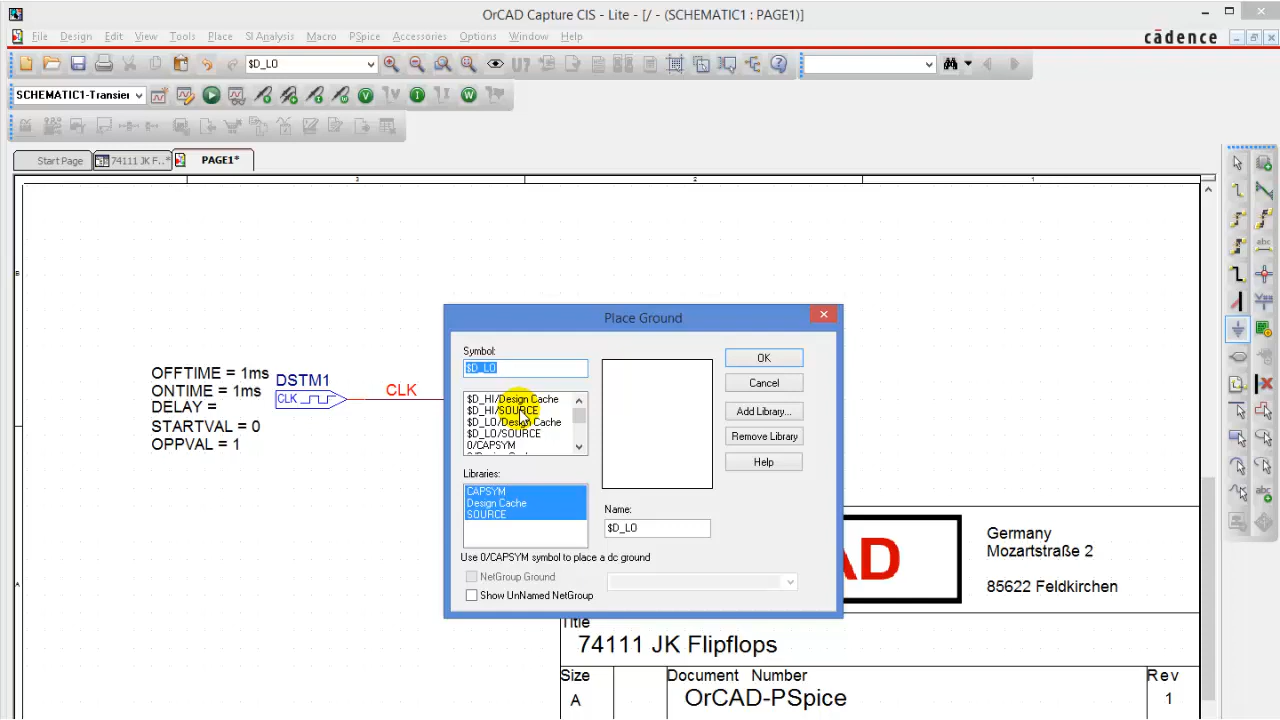 OrCAD Capture CIS - Lite - [/ - (SCHEMATIC1 : PAGE1)]
File Design Edit View Tools Place SI Analysis Macro PSpice Accessories Options Window Help
cādence
$D_LO
U?
SCHEMATIC1-Transier
V V I I W
Start Page
74111 JK F..*
PAGE1*
3 2 1
B
OFFTIME = 1ms
ONTIME = 1ms
DELAY =
STARTVAL = 0
OPPVAL = 1
DSTM1
CLK
CLK
A
Place Ground
Symbol:
$D_LO
$D_HI/Design Cache
$D_HI/SOURCE
$D_LO/Design Cache
$D_LO/SOURCE
0/CAPSYM
OK
Cancel
Add Library...
Remove Library
Help
Libraries:
CAPSYM
Design Cache
SOURCE
Name:
$D_LO
Use 0/CAPSYM symbol to place a dc ground
NetGroup Ground
Show UnNamed NetGroup
AD
Germany
Mozartstraße 2
85622 Feldkirchen
Title
74111 JK Flipflops
Size
A
Document Number
OrCAD-PSpice
Rev
1